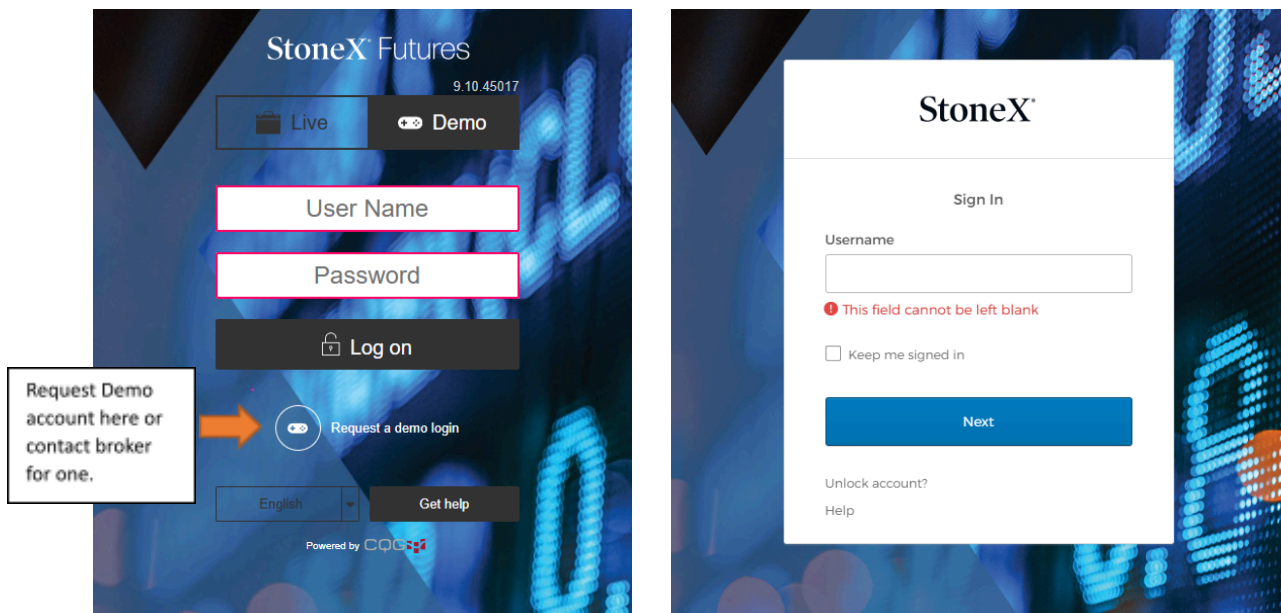 StoneX® Futures
9.10.45017
Live
Demo
User Name
Password
Log on
Request Demo
account here or
contact broker
for one.
Request a demo login
English
Get help
Powered by CQG
StoneX®
Sign In
Username
This field cannot be left blank
Keep me signed in
Next
Unlock account?
Help